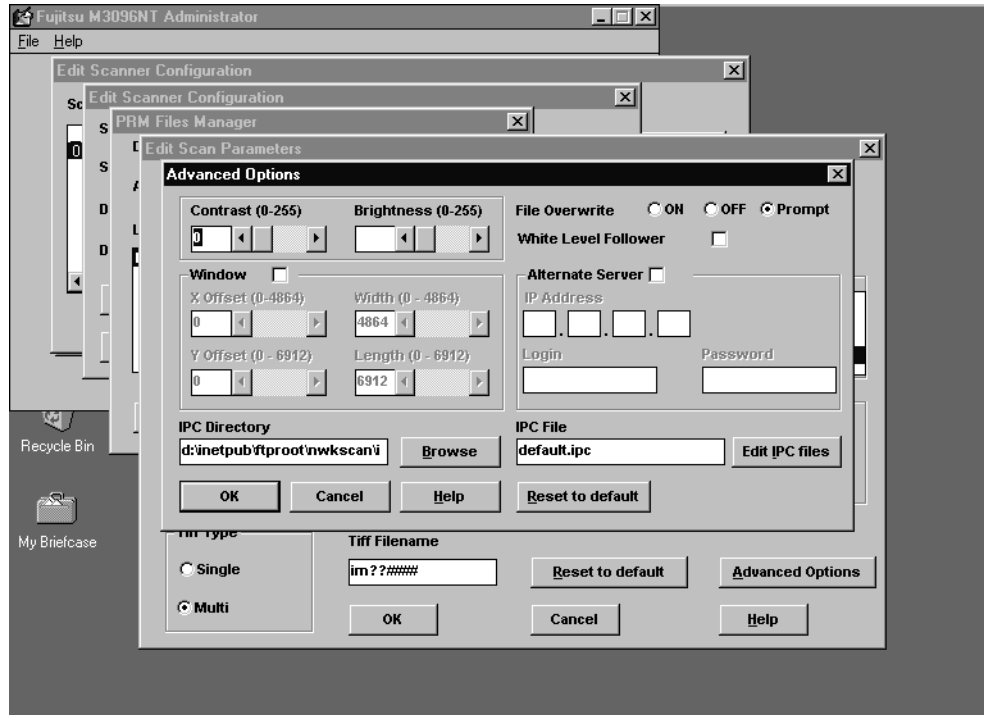 Fujitsu M3096NT Administrator
File Help
Edit Scanner Configuration
Edit Scanner Configuration
PRM Files Manager
Edit Scan Parameters
Advanced Options
Contrast (0-255) Brightness (0-255) File Overwrite ON OFF Prompt
0
White Level Follower
Window Alternate Server
X Offset (0-4864) Width (0 - 4864) IP Address
0 4864 . . .
Y Offset (0 - 6912) Length (0 - 6912) Login Password
0 6912
IPC Directory IPC File
d:\inetpub\ftproot\nwkscan\i Browse default.ipc Edit IPC files
OK Cancel Help Reset to default
Recycle Bin
My Briefcase
Tiff Type
Tiff Filename
Single im??#### Reset to default Advanced Options
Multi OK Cancel Help